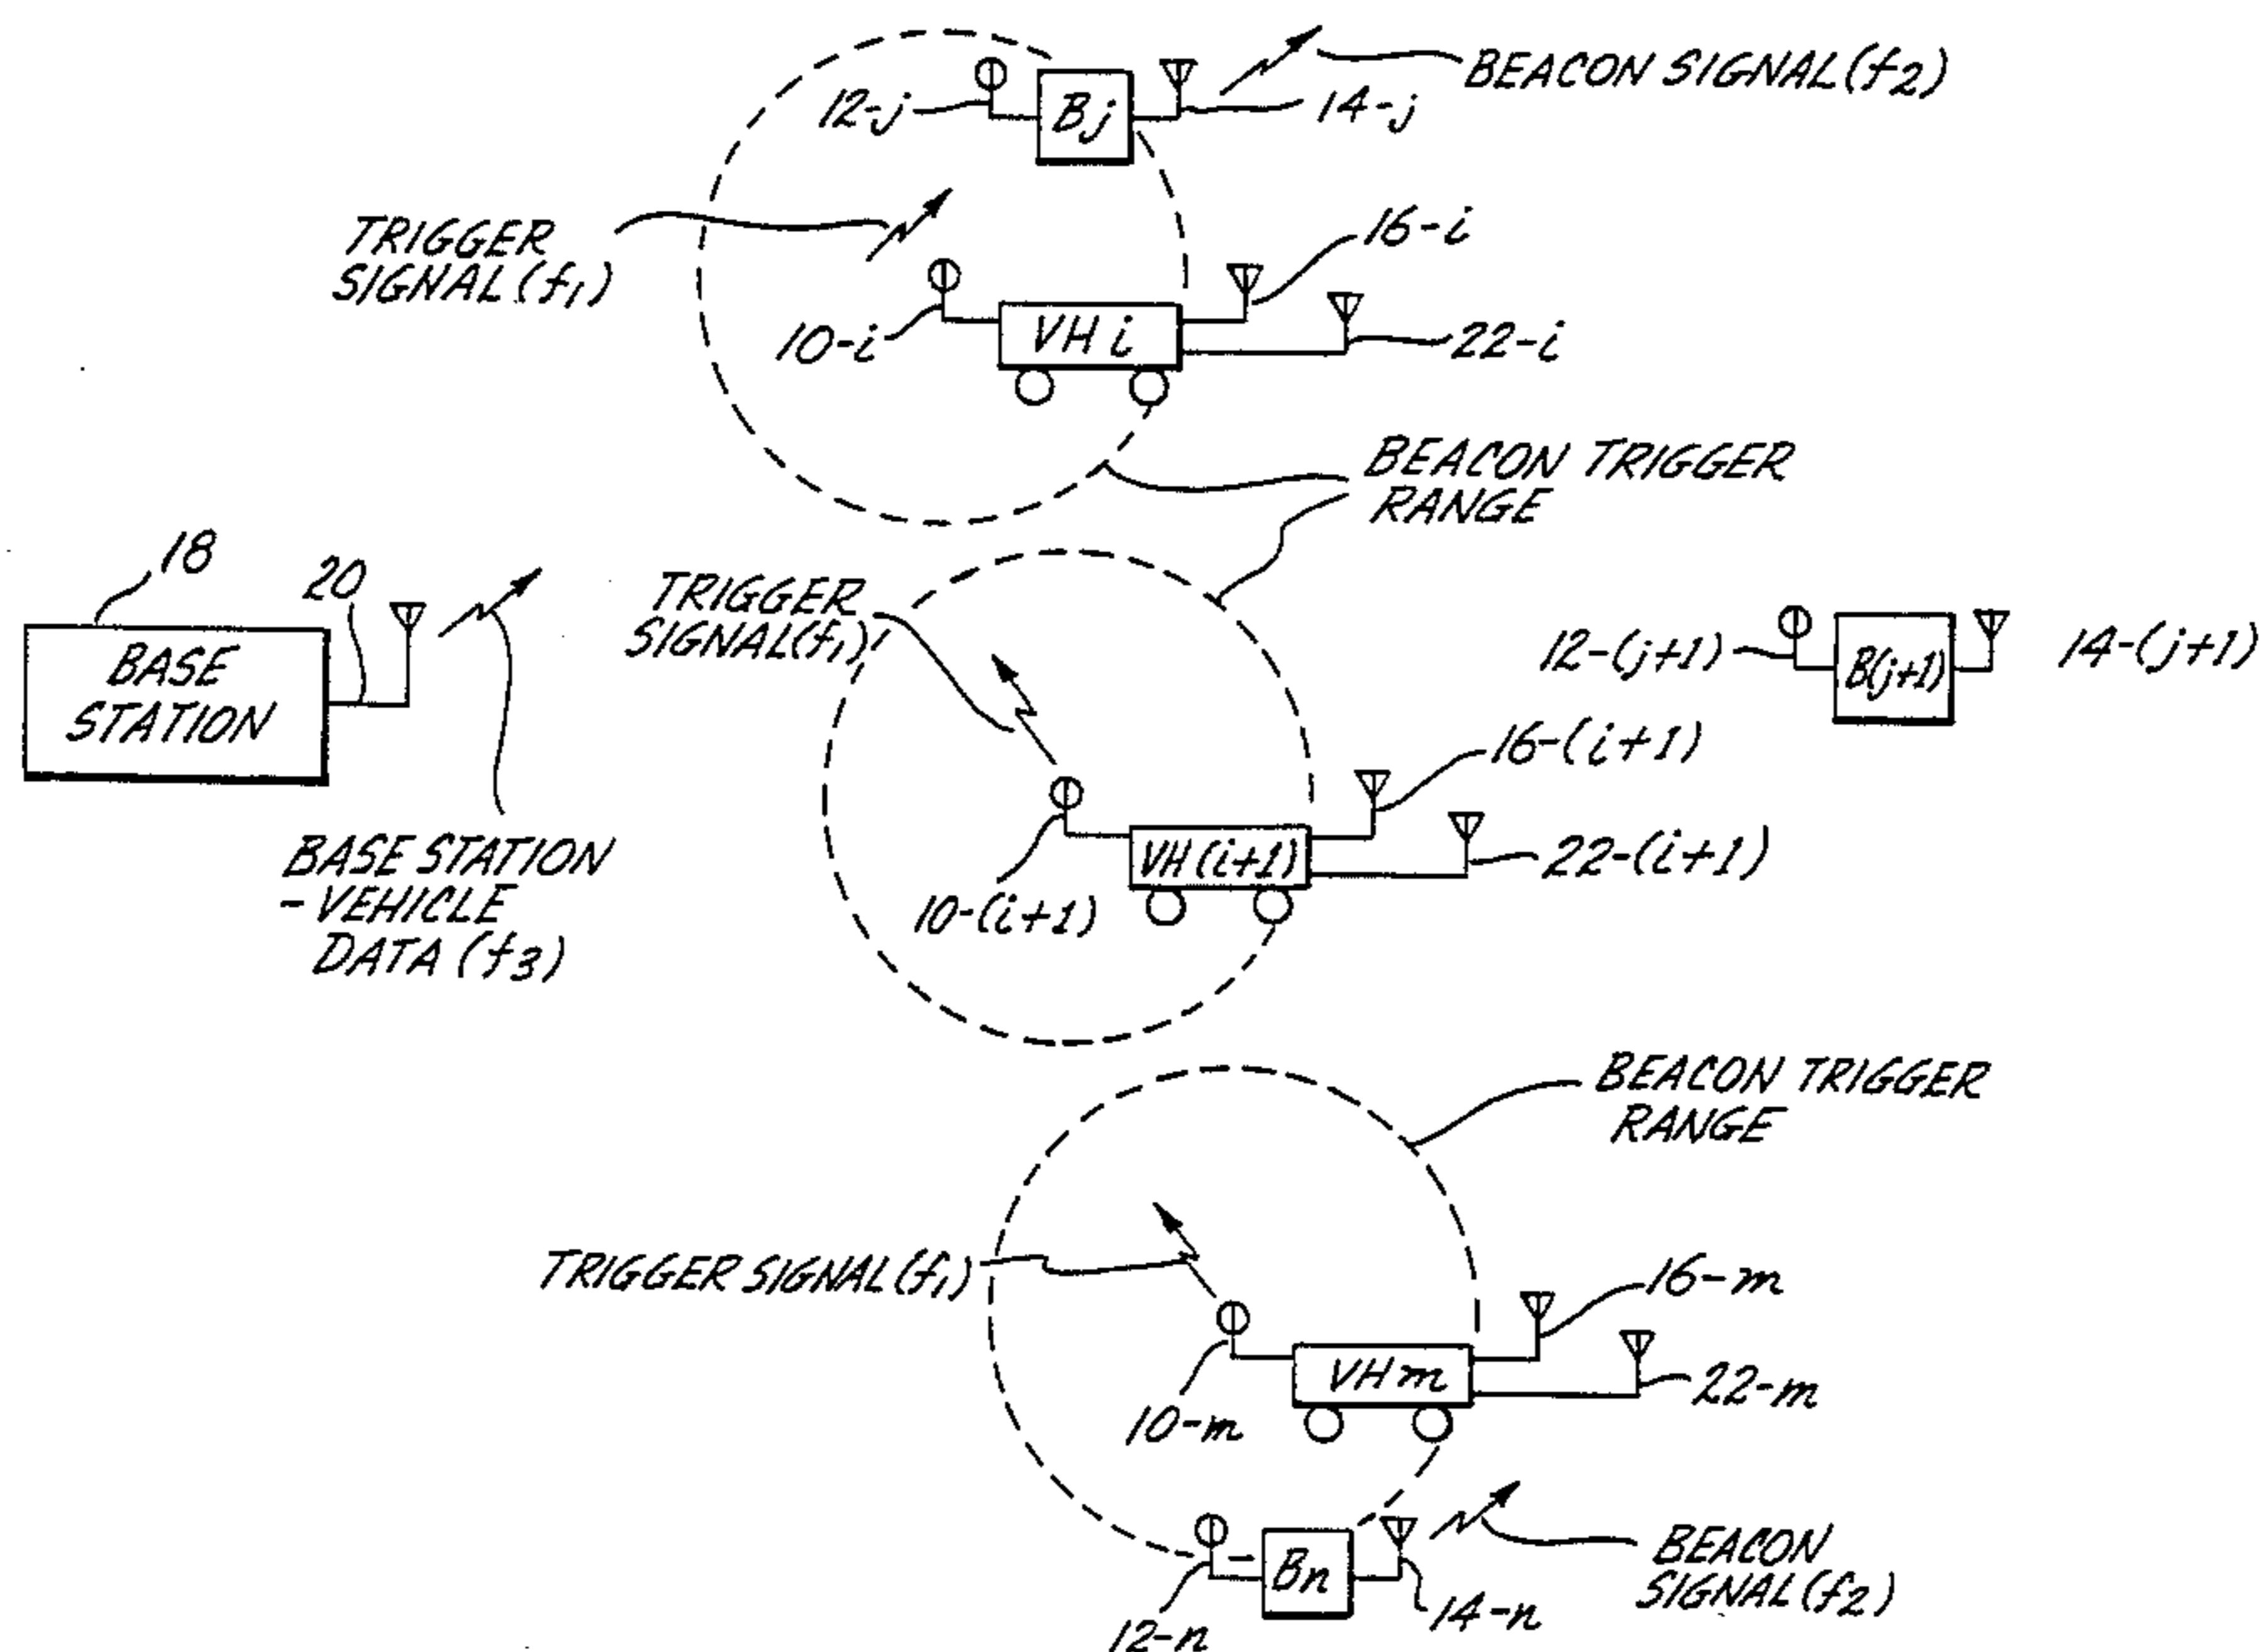 BEACON SIGNAL (f2)
12-j
Bj
14-j
TRIGGER
SIGNAL (f1)
16-i
10-i
VH i
22-i
BEACON TRIGGER
RANGE
18
20
BASE
STATION
TRIGGER
SIGNAL (f1)
12-(j+1)
B(j+1)
14-(j+1)
16-(i+1)
BASE STATION
- VEHICLE
DATA (f3)
10-(i+1)
VH (i+1)
22-(i+1)
BEACON TRIGGER
RANGE
TRIGGER SIGNAL (f1)
16-m
10-m
VH m
22-m
12-n
Bn
14-n
BEACON
SIGNAL (f2)